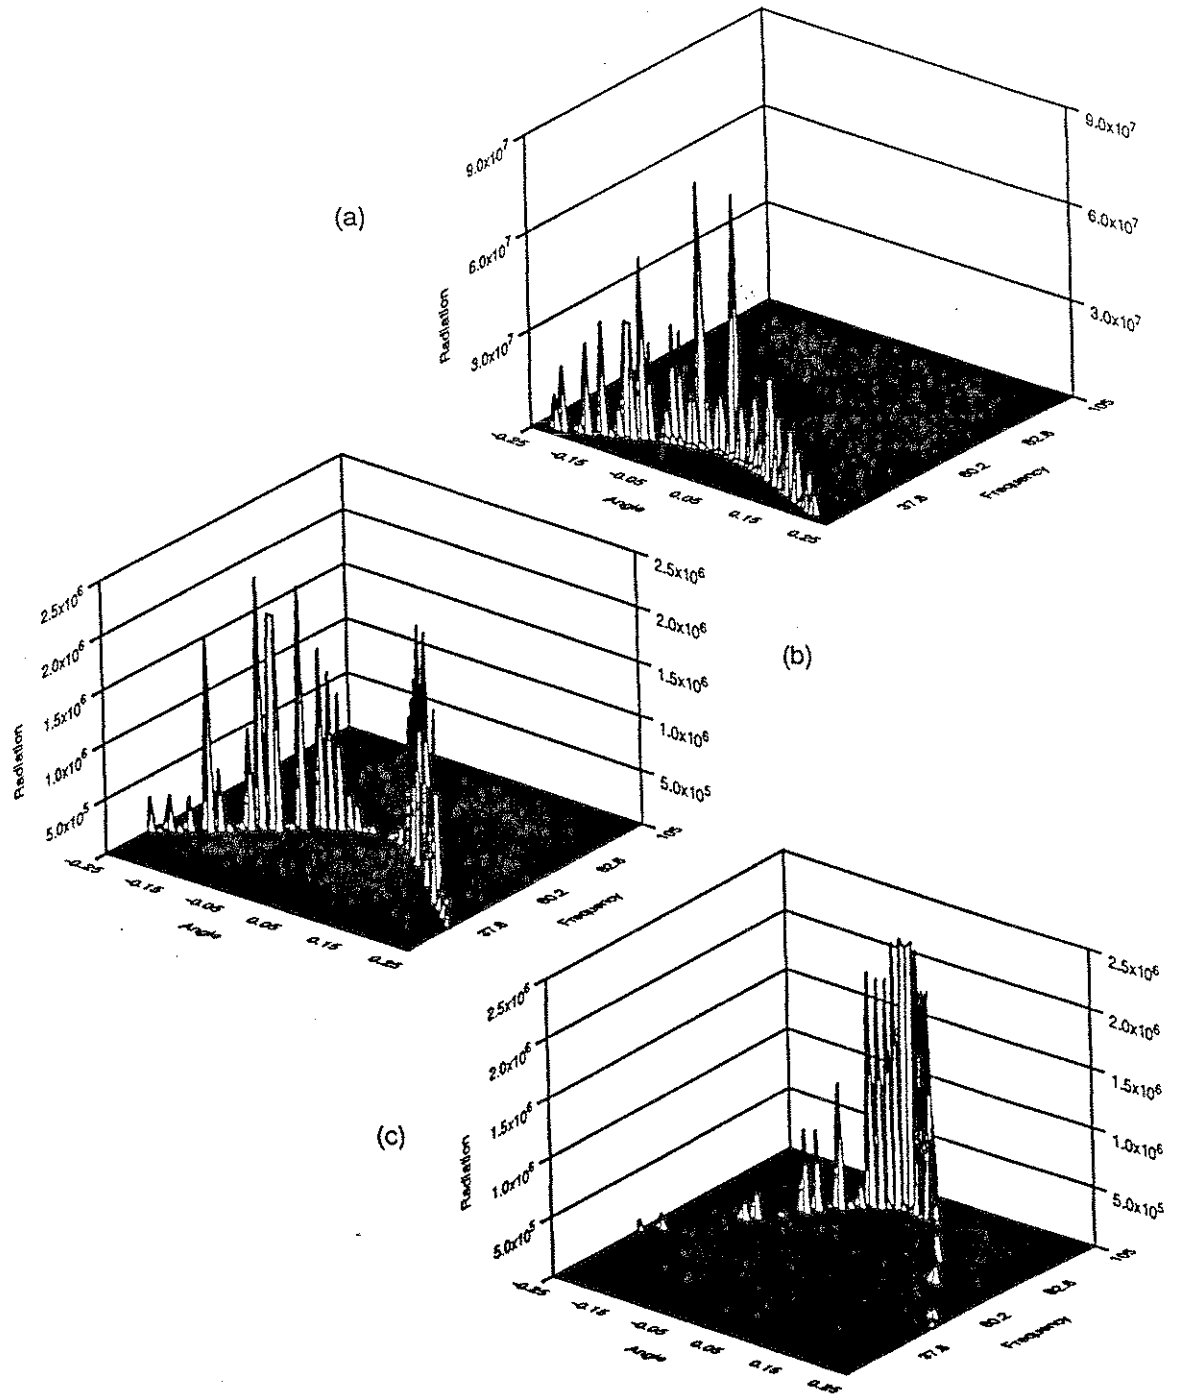 (a)
9.0x10⁷
6.0x10⁷
3.0x10⁷
Radiation
-0.25
-0.15
-0.05
0.05
0.15
0.25
Angle
37.6
60.2
82.6
105
Frequency
9.0x10⁷
6.0x10⁷
3.0x10⁷
(b)
2.5x10⁶
2.0x10⁶
1.5x10⁶
1.0x10⁶
5.0x10⁵
Radiation
-0.25
-0.15
-0.05
0.05
0.15
0.25
Angle
37.6
60.2
82.6
105
Frequency
2.5x10⁶
2.0x10⁶
1.5x10⁶
1.0x10⁶
5.0x10⁵
(c)
2.5x10⁶
2.0x10⁶
1.5x10⁶
1.0x10⁶
5.0x10⁵
Radiation
-0.25
-0.15
-0.05
0.05
0.15
0.25
Angle
37.6
60.2
82.6
105
Frequency
2.5x10⁶
2.0x10⁶
1.5x10⁶
1.0x10⁶
5.0x10⁵